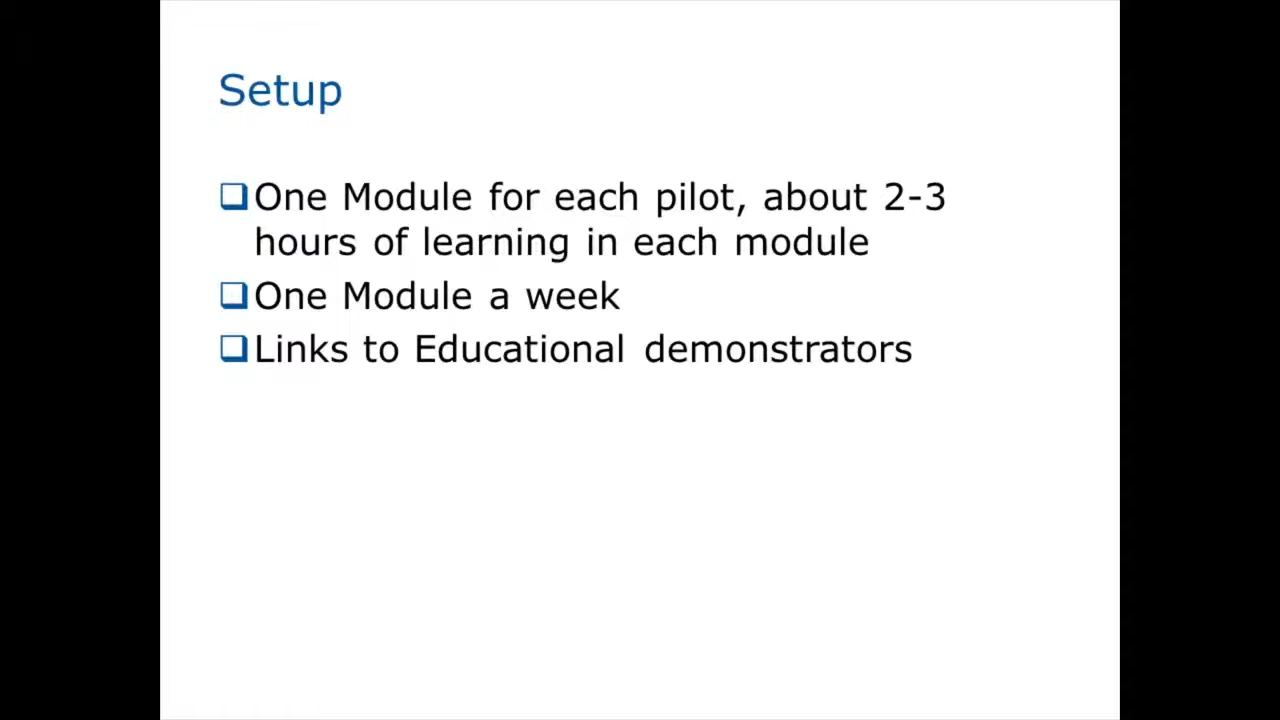 Setup
One Module for each pilot, about 2-3
hours of learning in each module
One Module a week
Links to Educational demonstrators